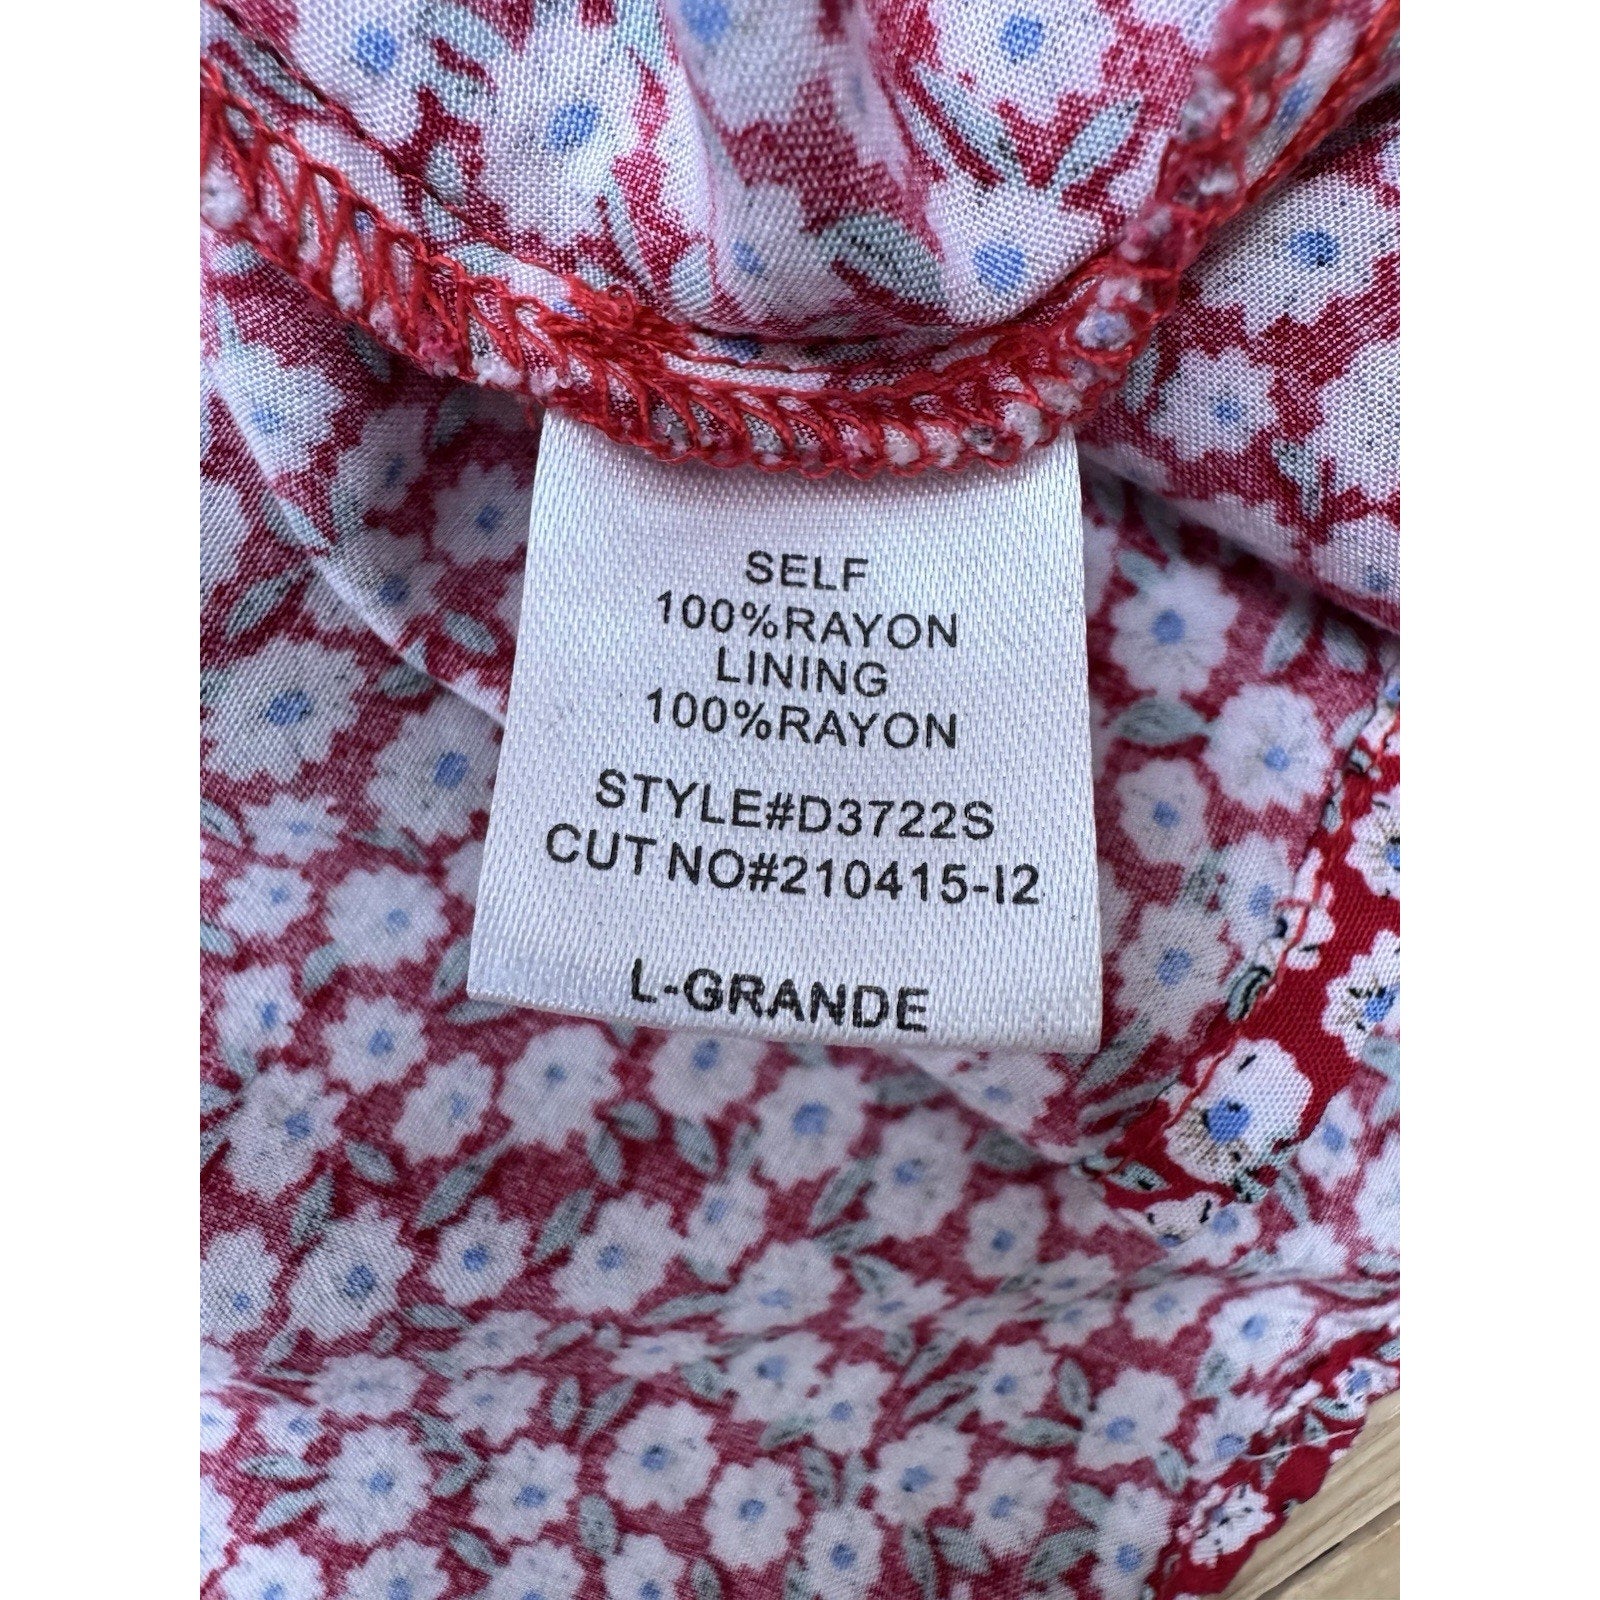 SELF
100%RAYON
LINING
100%RAYON
STYLE#D3722S
CUT NO#210415-I2
L-GRANDE